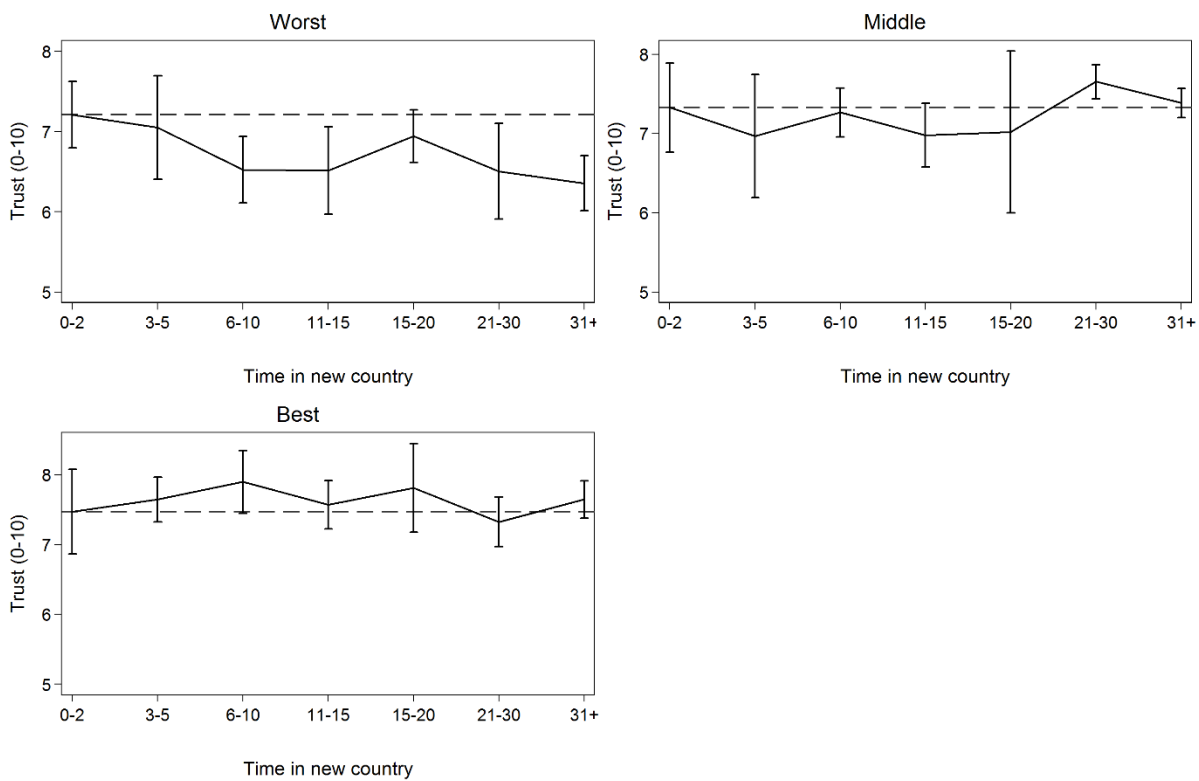 Worst
8
7
6
5
Trust (0-10)
0-2 3-5 6-10 11-15 15-20 21-30 31+
Time in new country
Middle
8
7
6
5
Trust (0-10)
0-2 3-5 6-10 11-15 15-20 21-30 31+
Time in new country
Best
8
7
6
5
Trust (0-10)
0-2 3-5 6-10 11-15 15-20 21-30 31+
Time in new country